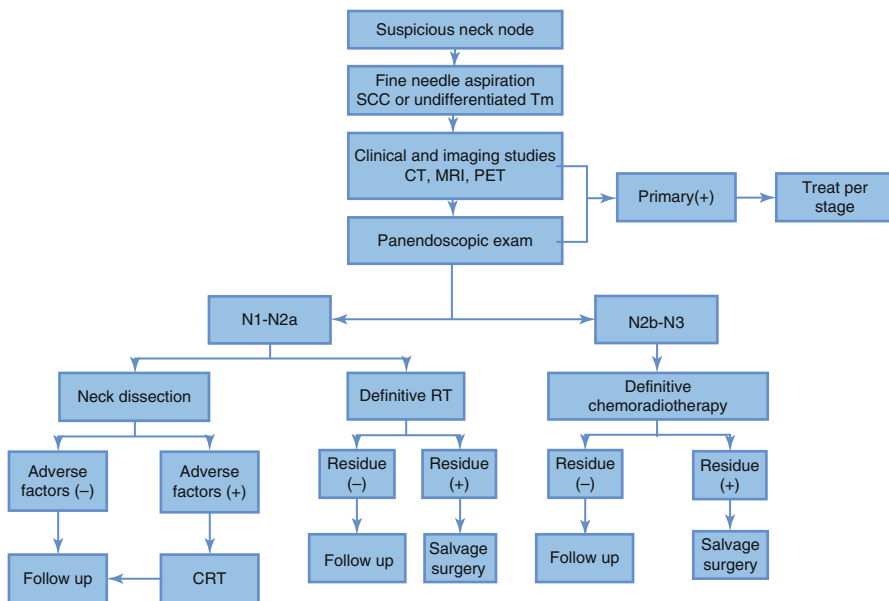 Suspicious neck node
Fine needle aspiration
SCC or undifferentiated Tm
Clinical and imaging studies
CT, MRI, PET
Primary(+)
Treat per
stage
Panendoscopic exam
N1-N2a
N2b-N3
Neck dissection
Definitive RT
Definitive
chemoradiotherapy
Adverse
factors (–)
Adverse
factors (+)
Residue
(–)
Residue
(+)
Residue
(–)
Residue
(+)
Follow up
CRT
Follow up
Salvage
surgery
Follow up
Salvage
surgery